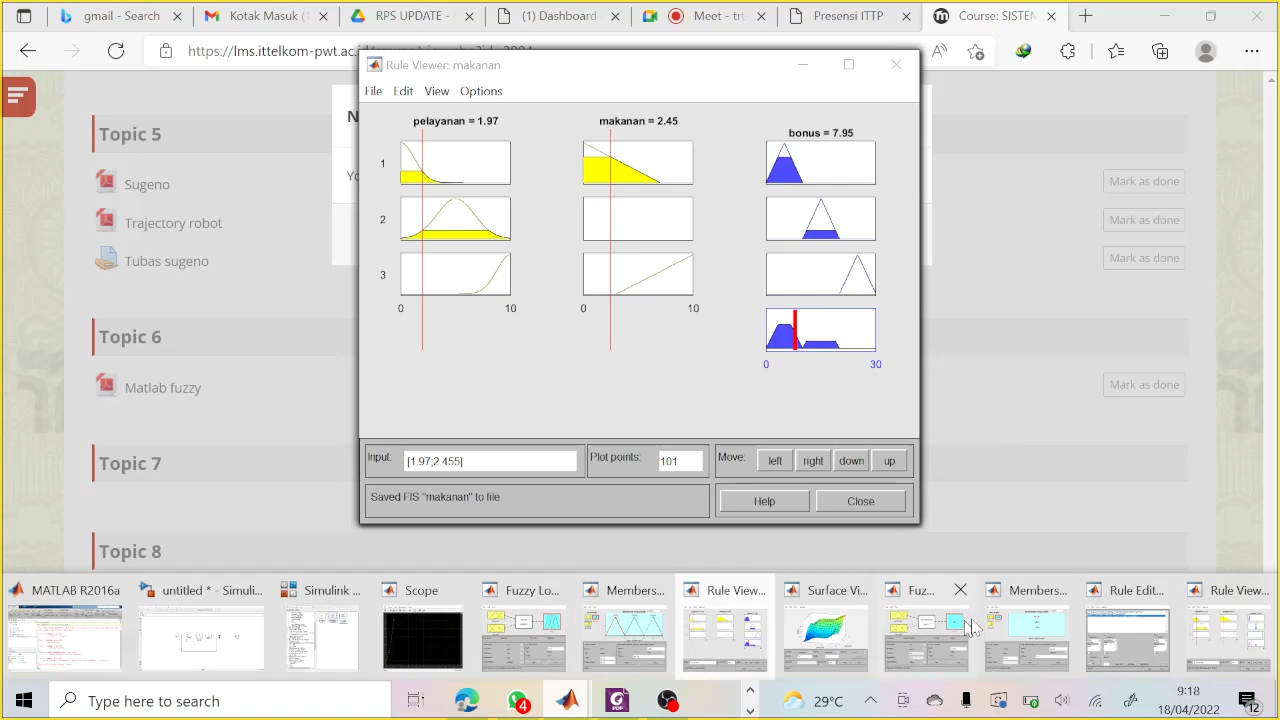 gmail - Search
Kotak Masuk (
RPS UPDATE -
(1) Dashboard
Meet - trt
Presensi ITTP
Course: SISTEM
https://lms.ittelkom-pwt.ac.id
Rule Viewer: makanan
File Edit View Options
pelayanan = 1.97
makanan = 2.45
bonus = 7.95
1
2
3
0 10
0 10
0 30
Input:
[1.97;2.455]
Plot points:
101
Move:
left right down up
Saved FIS "makanan" to file
Help
Close
Topic 5
Sugeno
Mark as done
Trajectory robot
Mark as done
Tubas sugeno
Mark as done
Topic 6
Matlab fuzzy
Mark as done
Topic 7
Topic 8
MATLAB R2016
untitled * - Simuli...
Simulink
Scope
Fuzzy Lo...
Members...
Rule View...
Surface Vi...
Fuz...
Members...
Rule Edit...
Rule View...
Type here to search
4
29°C
9:18
18/04/2022
12